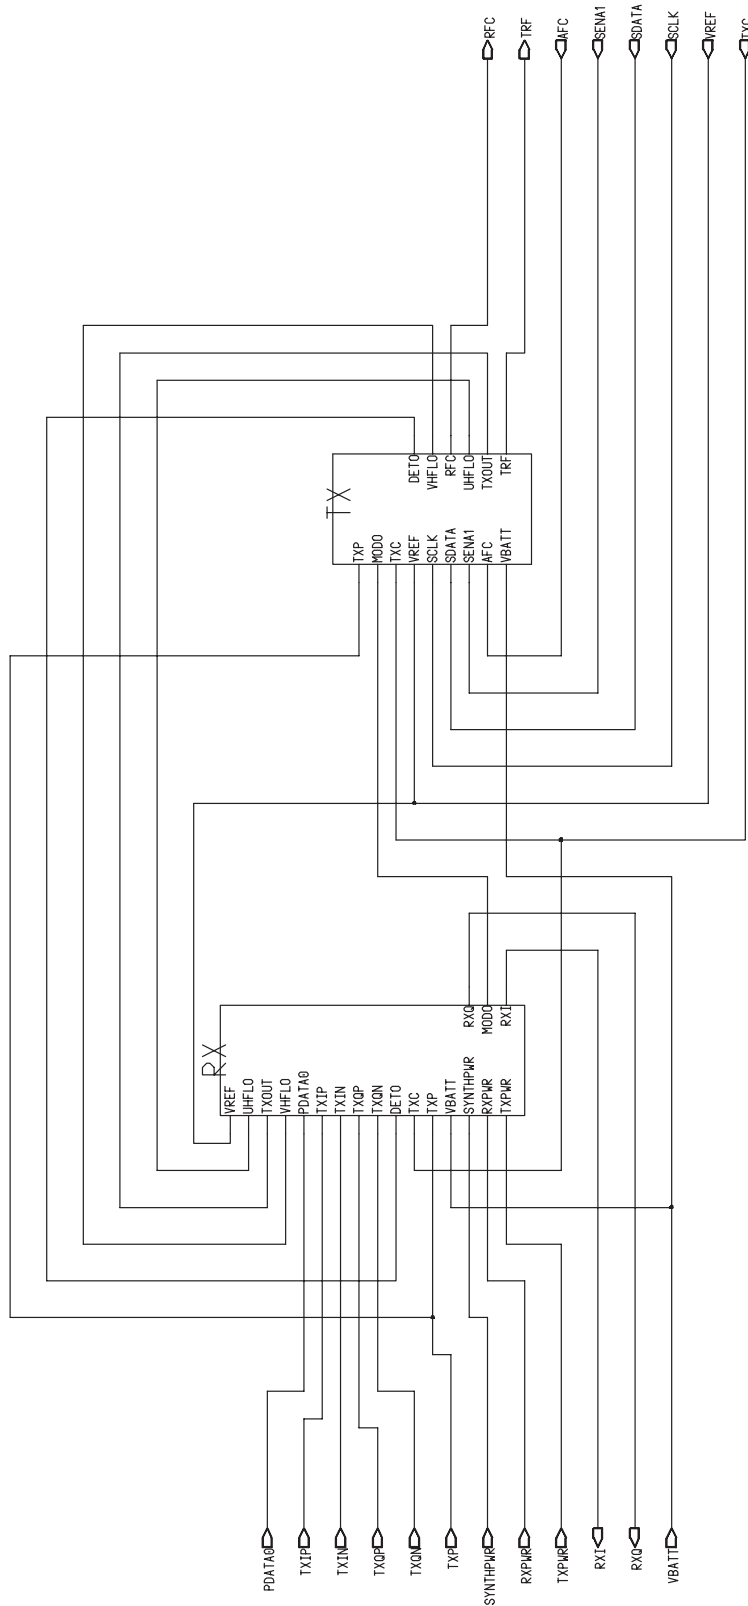 RFC
TRF
AFC
SENA1
SDATA
SCLK
VREF
TXC
TX
DETO
VHFLO
RFC
UHFLO
TXOUT
TRF
TXP
MODO
TXC
VREF
SCLK
SDATA
SENA1
AFC
VBATT
RX
RXQ
MODO
RXI
VREF
UHFLO
TXOUT
VHFLO
PDATA0
TXIP
TXIN
TXQP
TXQN
DETO
TXC
TXP
VBATT
SYNTHPWR
RXPWR
TXPWR
PDATA0
TXIP
TXIN
TXQP
TXQN
TXP
SYNTHPWR
RXPWR
TXPWR
RXI
RXQ
VBATT